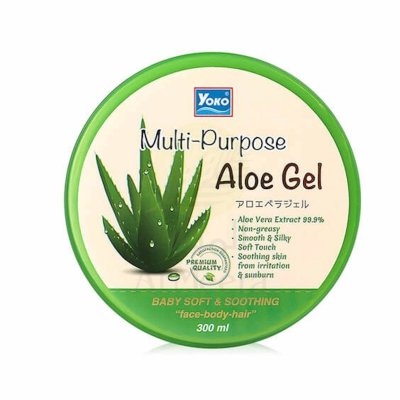 YOKO
Multi-Purpose
Aloe Gel
アロエベラジェル
• Aloe Vera Extract 99.9%
• Non-greasy
• Smooth & Silky
Soft Touch
• Soothing skin
from irritation
& sunburn
PREMIUM
QUALITY
BABY SOFT & SOOTHING
"face-body-hair"
300 ml